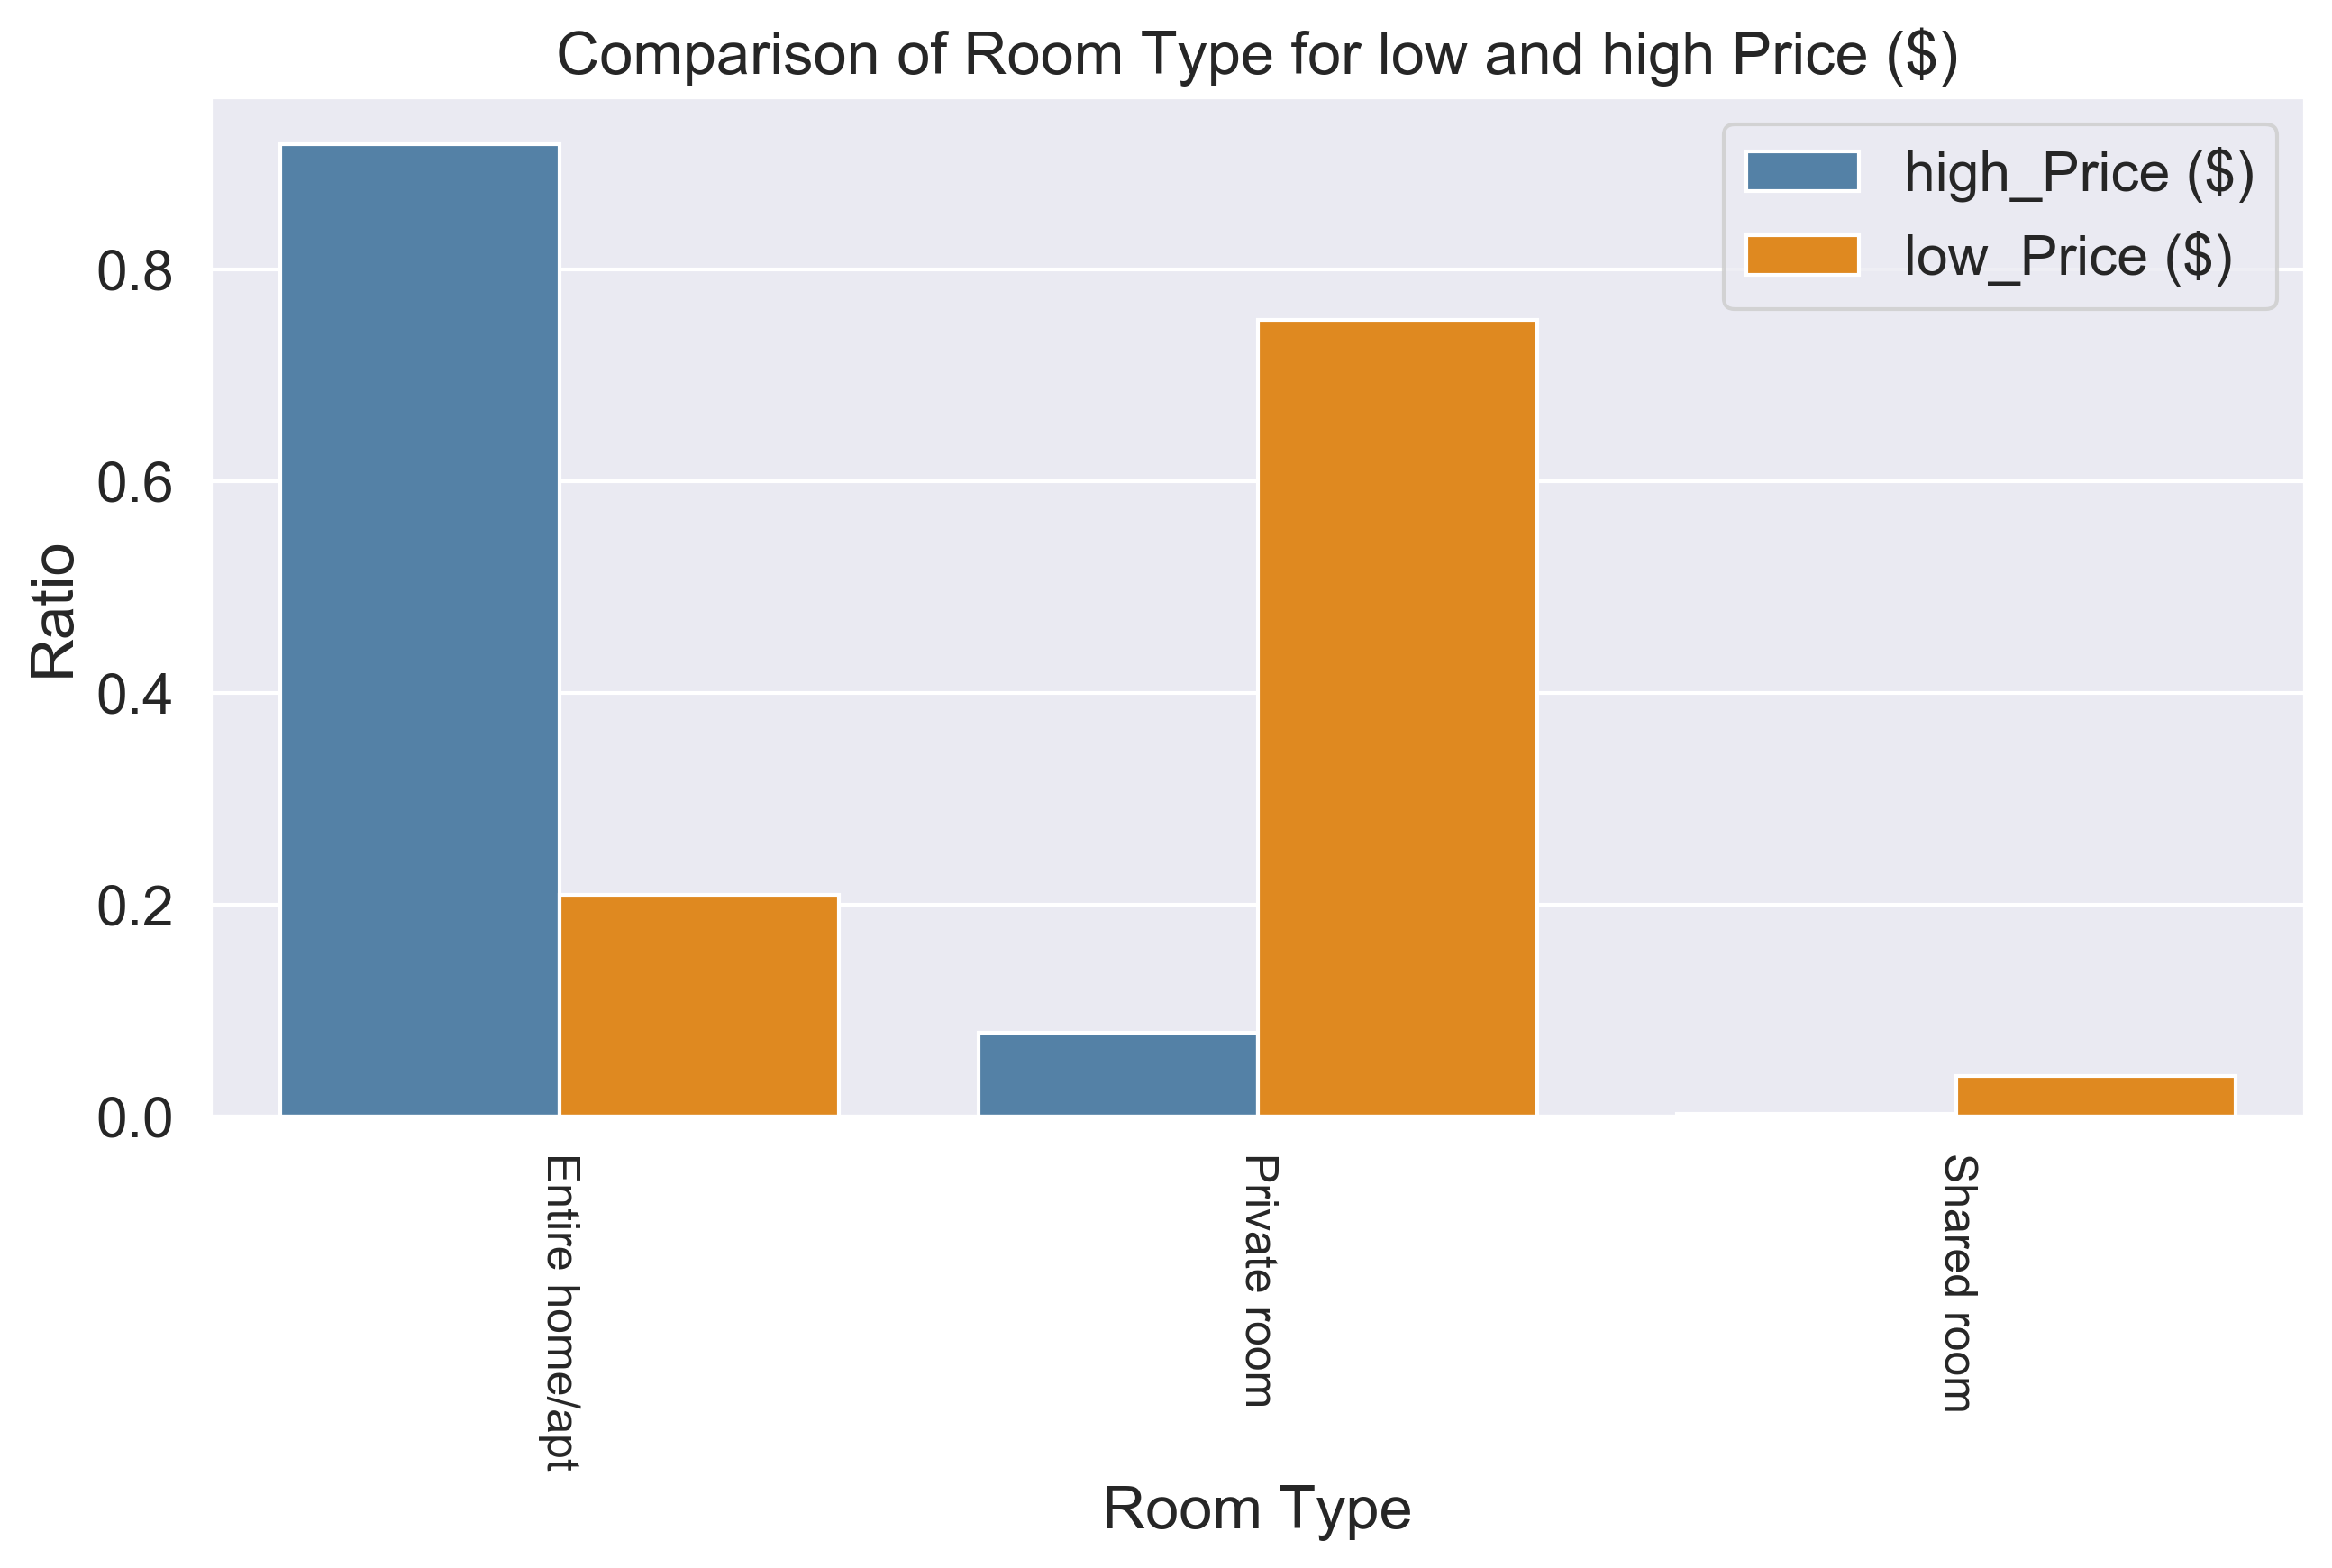 Comparison of Room Type for low and high Price ($)
high_Price ($)
low_Price ($)
Ratio
0.8
0.6
0.4
0.2
0.0
Entire home/apt
Private room
Shared room
Room Type